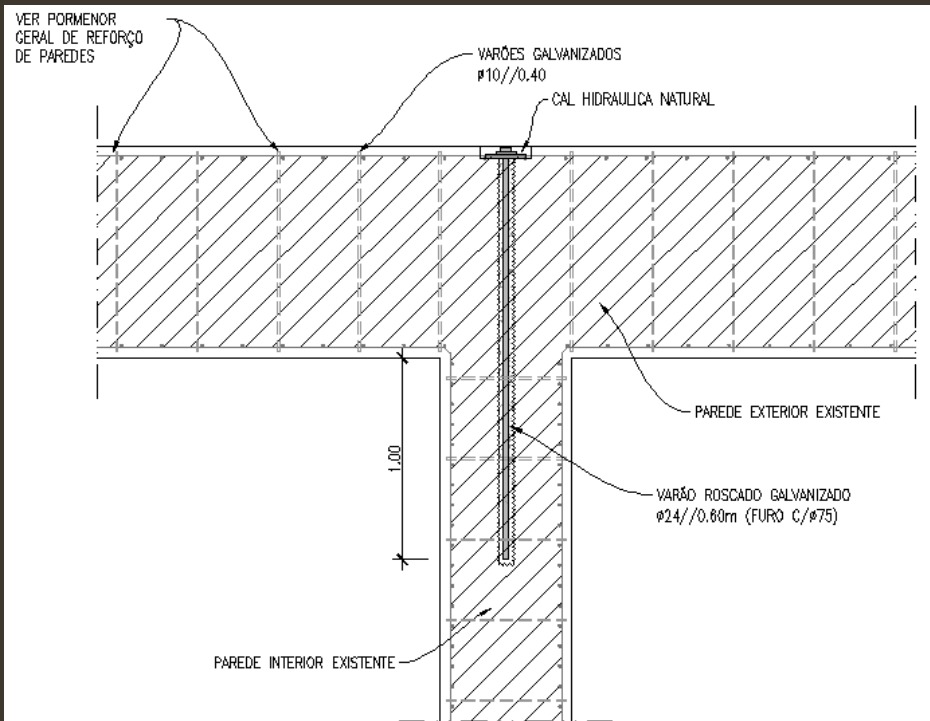 VER PORMENOR
GERAL DE REFORÇO
DE PAREDES
VARÕES GALVANIZADOS
ø10//0.40
CAL HIDRAULICA NATURAL
PAREDE EXTERIOR EXISTENTE
1.00
VARÃO ROSCADO GALVANIZADO
ø24//0.60m (FURO C/ø75)
PAREDE INTERIOR EXISTENTE